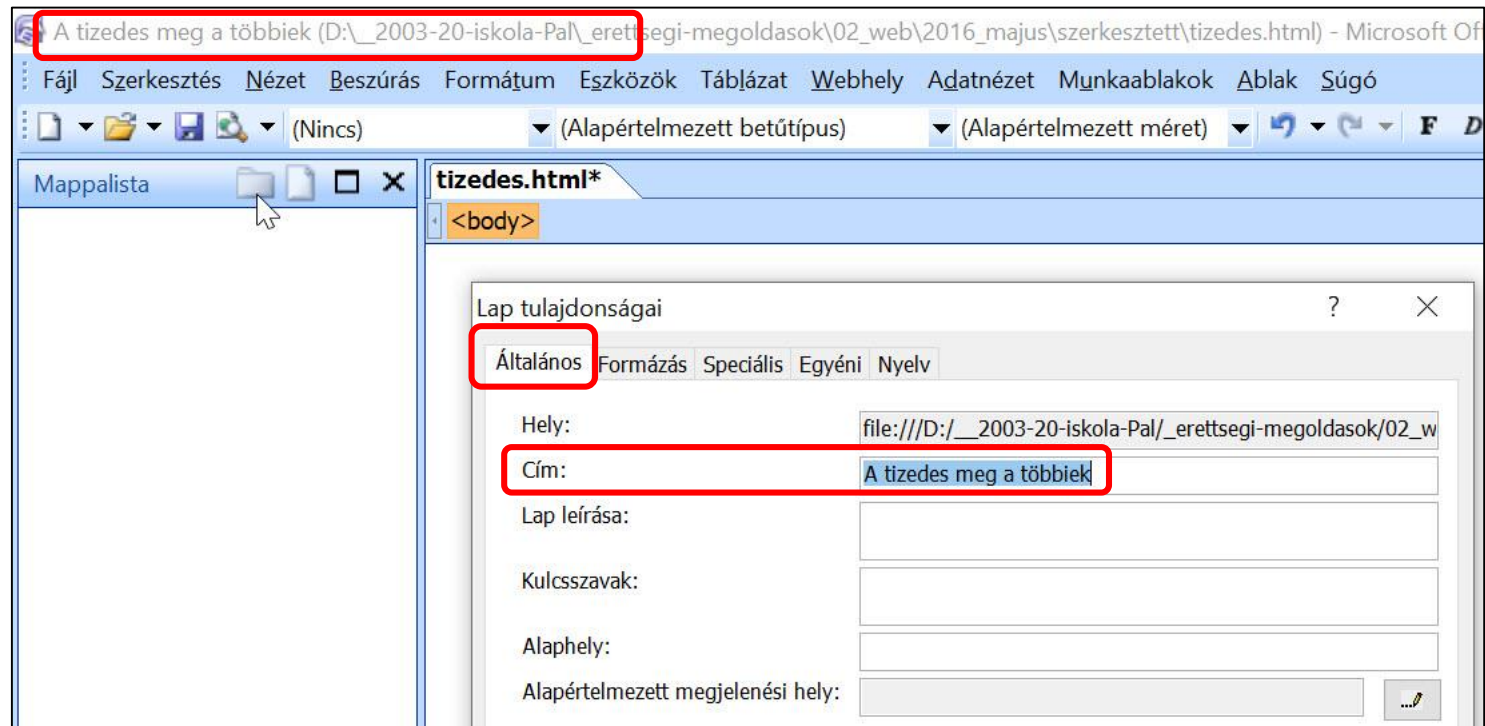 A tizedes meg a többiek (D:\__2003-20-iskola-Pal\_erettsegi-megoldasok\02_web\2016_majus\szerkesztett\tizedes.html) - Microsoft Of
Fájl Szerkesztés Nézet Beszúrás Formátum Eszközök Táblázat Webhely Adatnézet Munkaablakok Ablak Súgó
(Nincs) (Alapértelmezett betűtípus) (Alapértelmezett méret) F D
Mappalista tizedes.html*
<body>
Lap tulajdonságai ?
Általános Formázás Speciális Egyéni Nyelv
Hely: file:///D:/__2003-20-iskola-Pal/_erettsegi-megoldasok/02_w
Cím: A tizedes meg a többiek
Lap leírása:
Kulcsszavak:
Alaphely:
Alapértelmezett megjelenési hely: ...